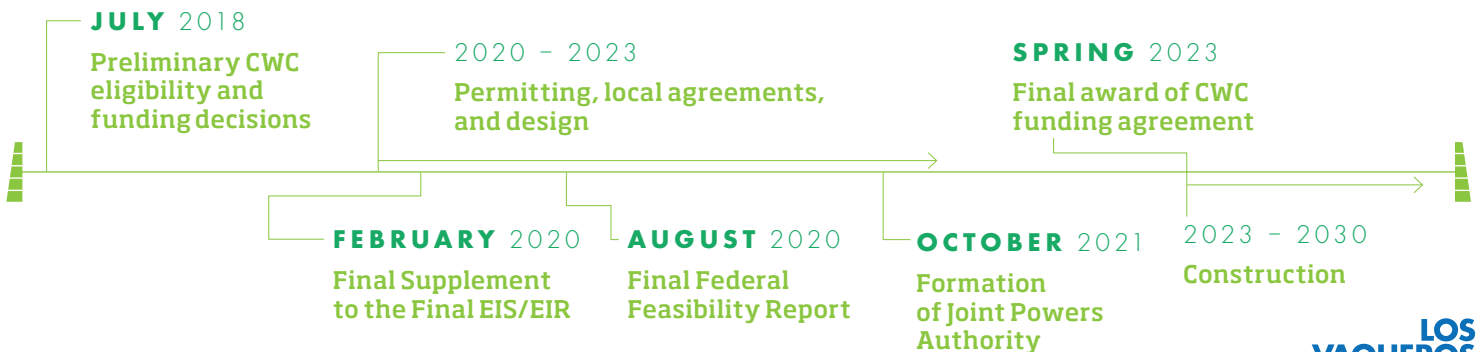 JULY 2018
Preliminary CWC
eligibility and
funding decisions
2020 – 2023
Permitting, local agreements,
and design
SPRING 2023
Final award of CWC
funding agreement
FEBRUARY 2020
Final Supplement
to the Final EIS/EIR
AUGUST 2020
Final Federal
Feasibility Report
OCTOBER 2021
Formation
of Joint Powers
Authority
2023 – 2030
Construction
LOS
VAQUEROS